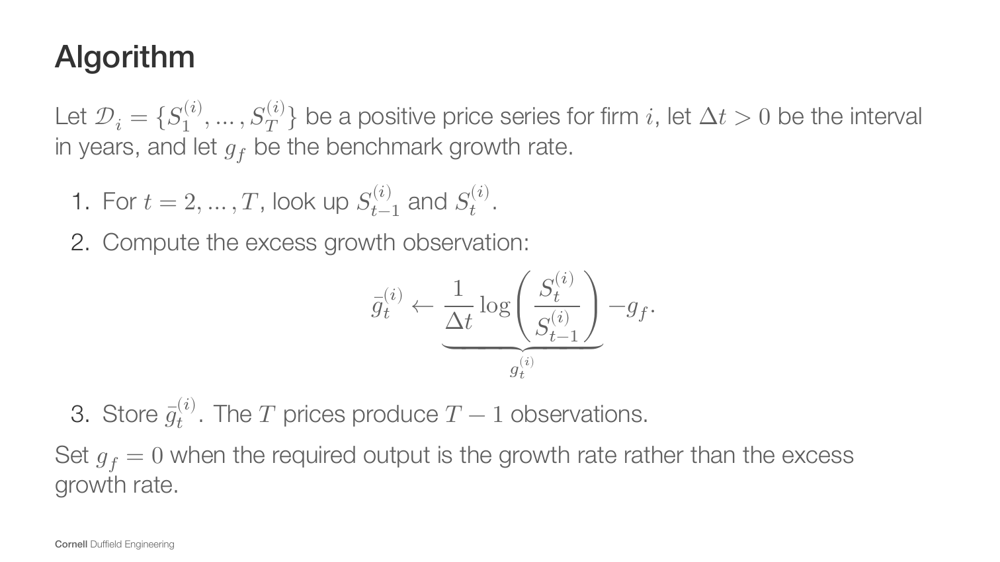 Algorithm
Let $\mathcal{D}_i = \{S_1^{(i)}, \ldots, S_T^{(i)}\}$ be a positive price series for firm $i$, let $\Delta t > 0$ be the interval
in years, and let $g_f$ be the benchmark growth rate.
1. For $t = 2, \ldots, T$, look up $S_{t-1}^{(i)}$ and $S_t^{(i)}$.
2. Compute the excess growth observation:
$\bar{g}_t^{(i)} \leftarrow \underbrace{\frac{1}{\Delta t} \log\left(\frac{S_t^{(i)}}{S_{t-1}^{(i)}}\right)}_{g_t^{(i)}} - g_f.$
3. Store $\bar{g}_t^{(i)}$. The $T$ prices produce $T - 1$ observations.
Set $g_f = 0$ when the required output is the growth rate rather than the excess
growth rate.
Cornell Duffield Engineering